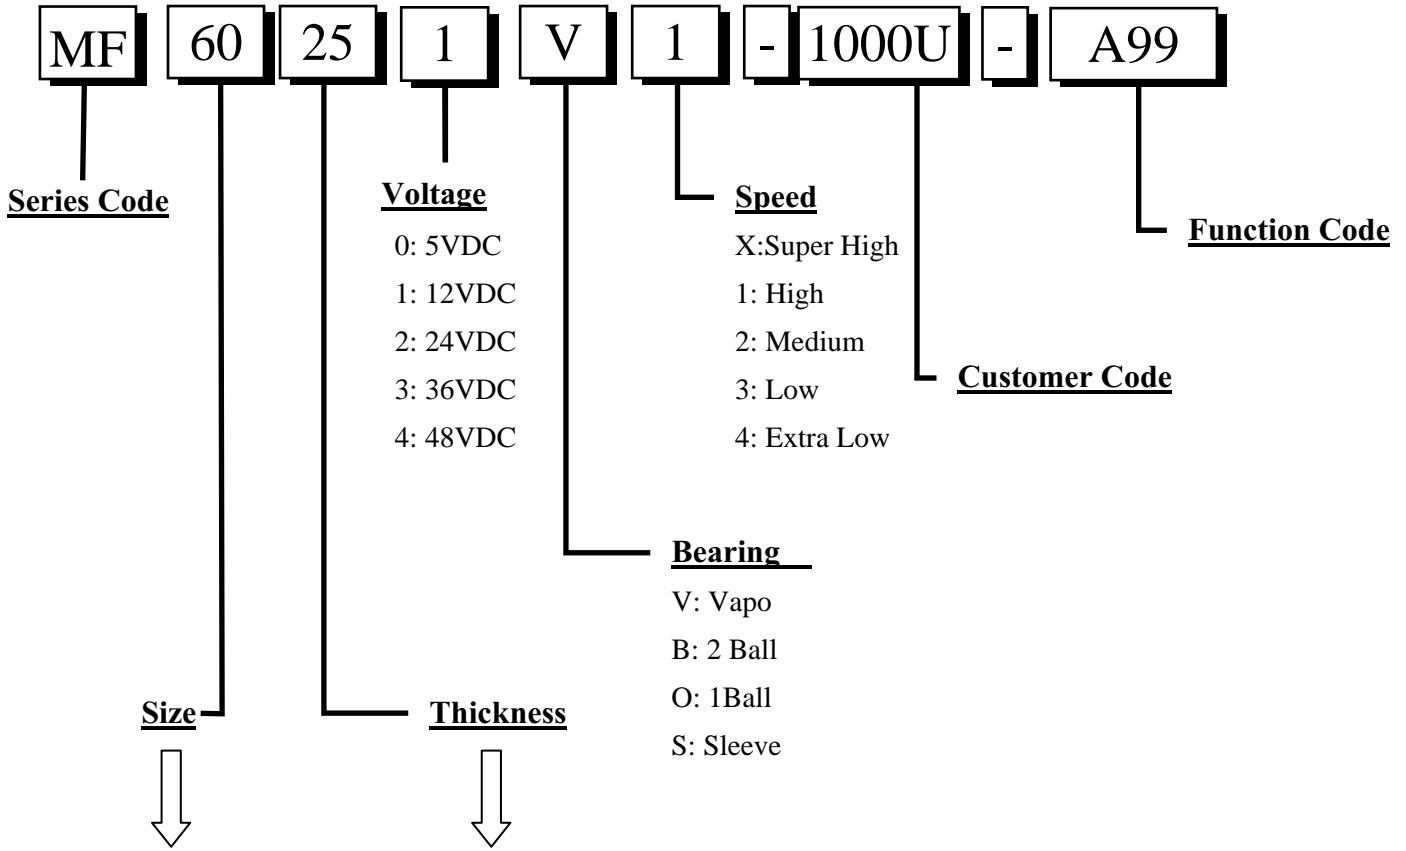 MF 60 25 1 V 1 - 1000U - A99
Series Code
Voltage
0: 5VDC
1: 12VDC
2: 24VDC
3: 36VDC
4: 48VDC
Speed
X:Super High
1: High
2: Medium
3: Low
4: Extra Low
Function Code
Customer Code
Bearing
V: Vapo
B: 2 Ball
O: 1Ball
S: Sleeve
Size
Thickness